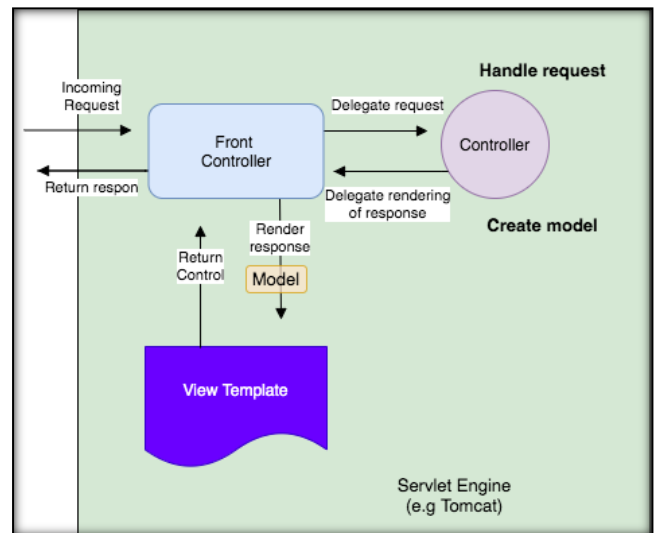 Handle request
Incoming
Request
Delegate request
Front
Controller
Controller
Return respon
Delegate rendering
of response
Create model
Render
response
Return
Control
Model
View Template
Servlet Engine
(e.g Tomcat)